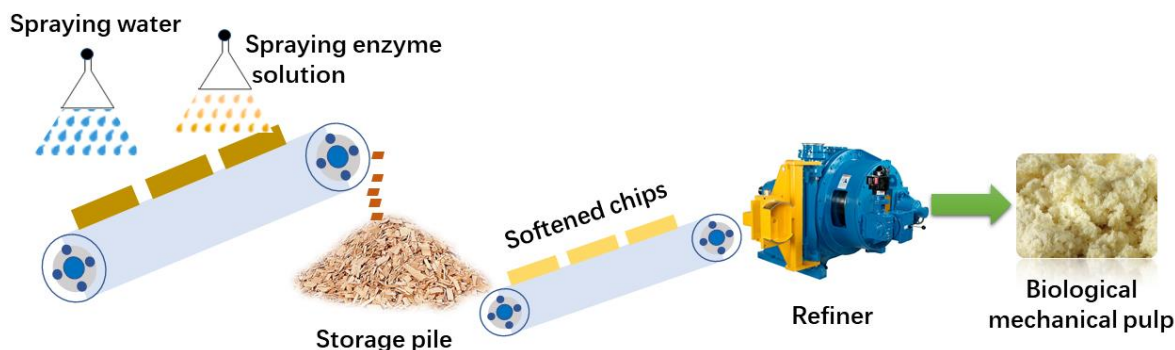 Spraying water
Spraying enzyme
solution
Softened chips
Storage pile
Refiner
Biological
mechanical pulp